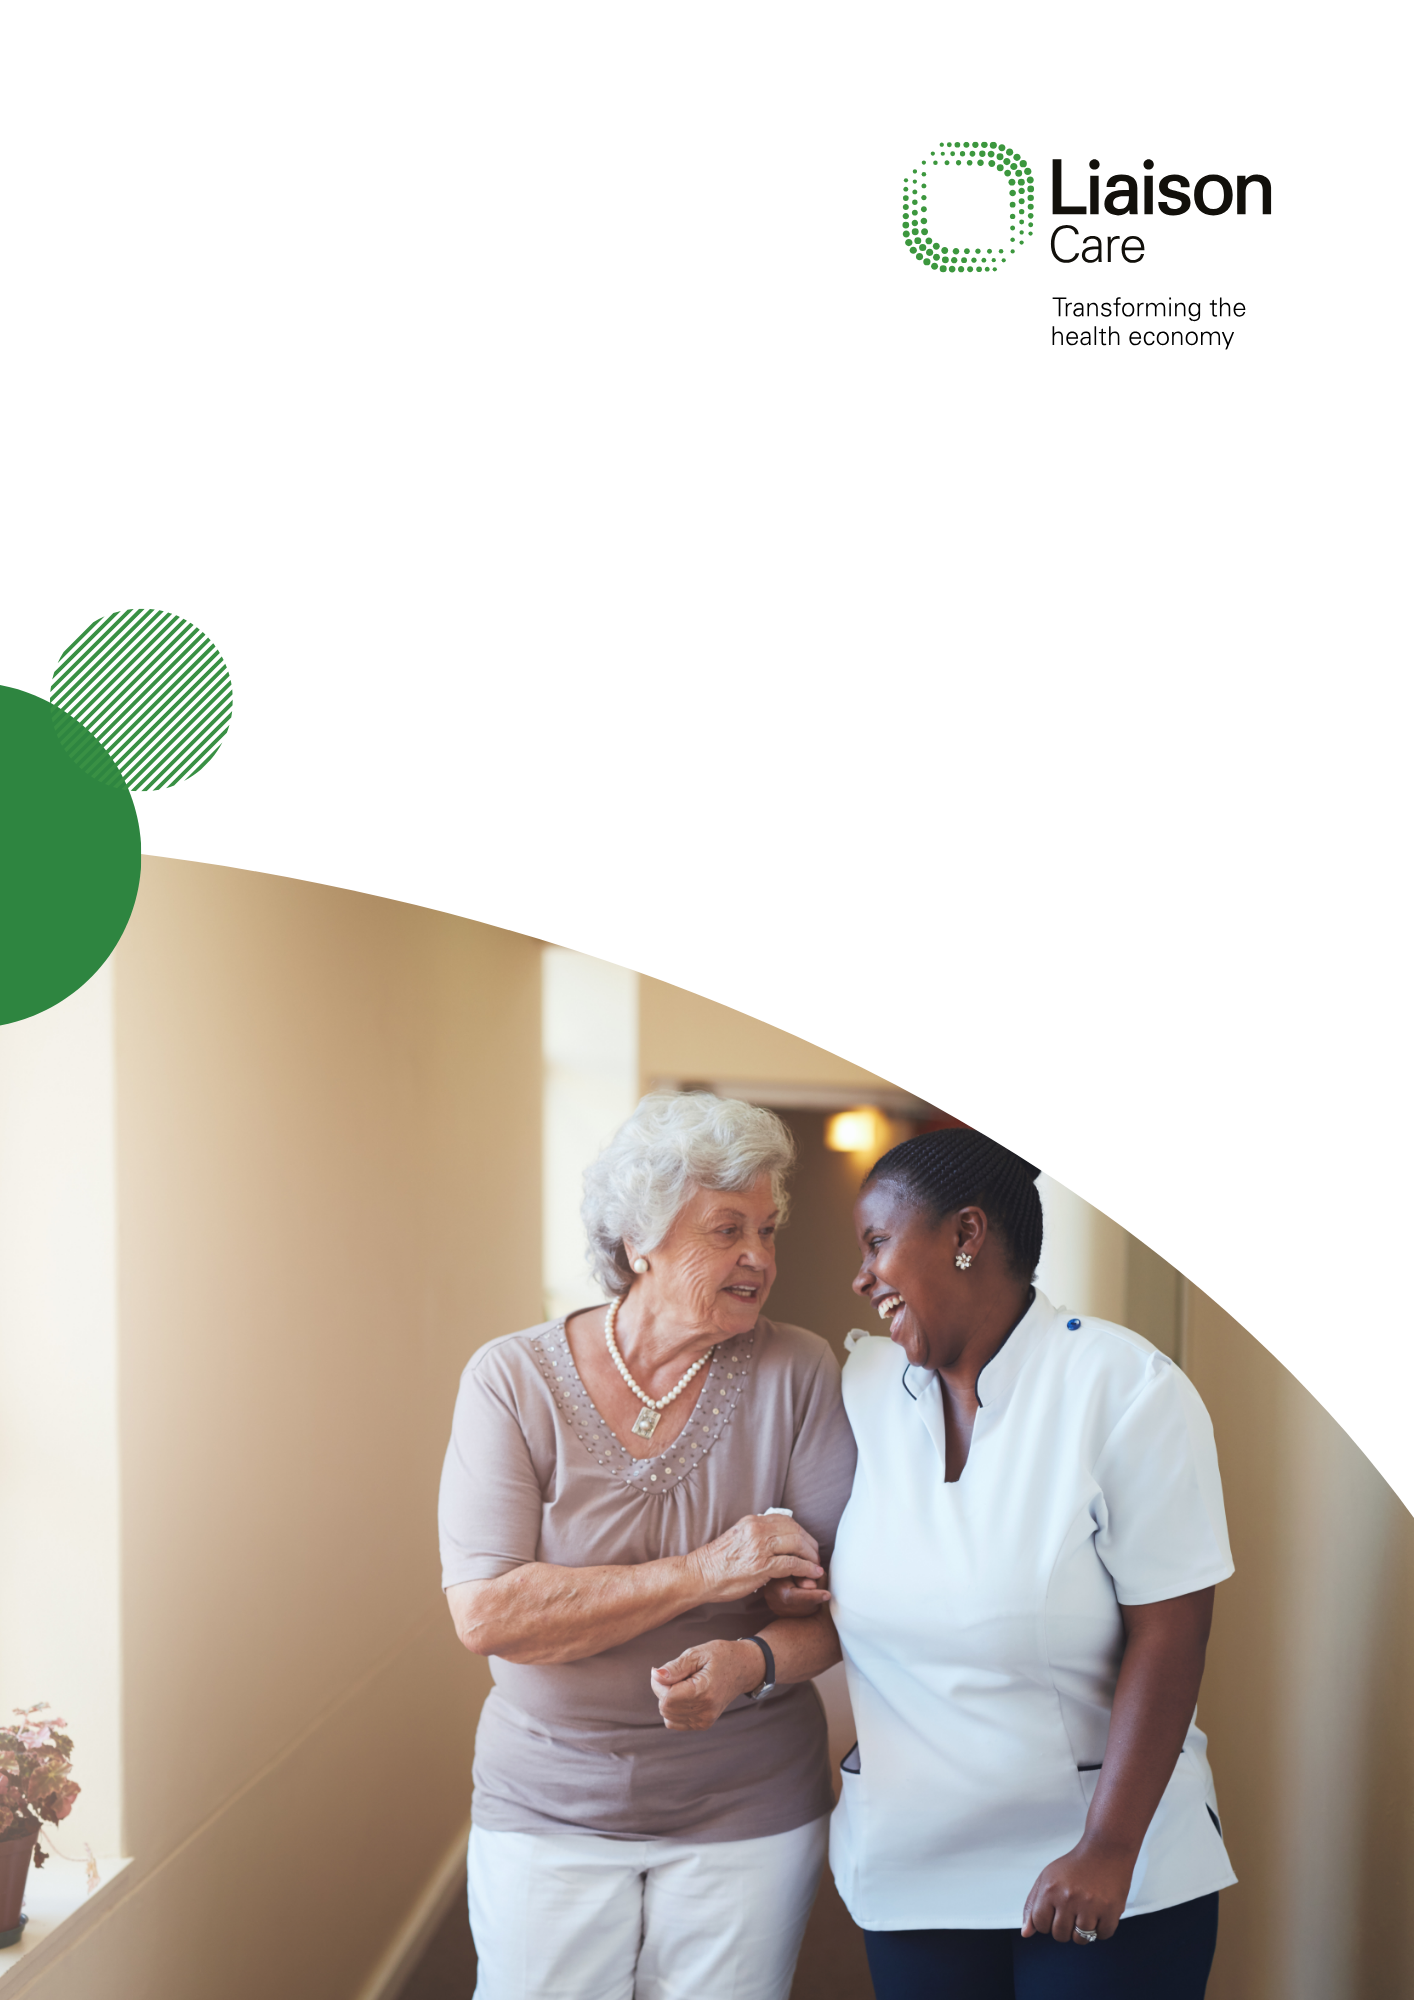 Liaison
Care
Transforming the
health economy